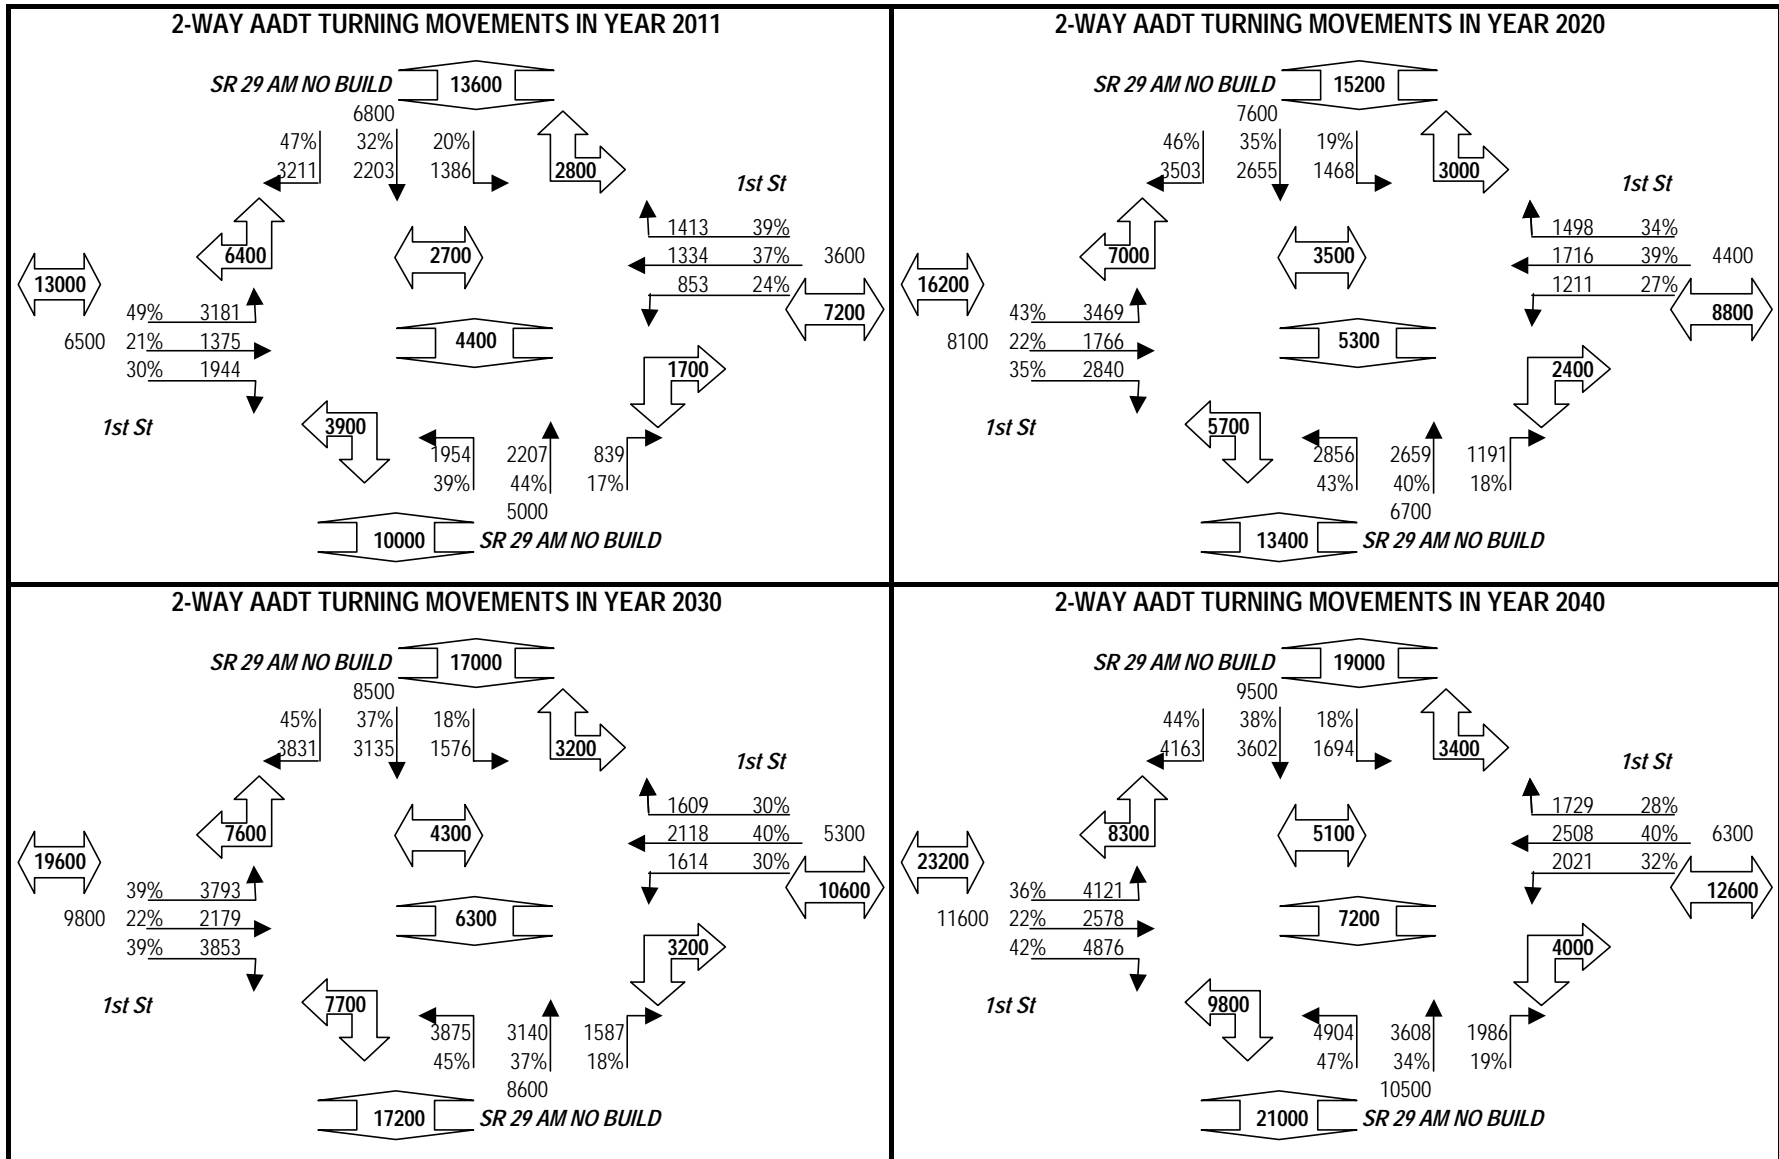 2-WAY AADT TURNING MOVEMENTS IN YEAR 2011
SR 29 AM NO BUILD 13600
6800
47% 32% 20%
3211 2203 1386 2800
1st St
1413 39%
6400 2700 1334 37% 3600
13000 853 24%
7200
49% 3181
6500 21% 1375 4400
30% 1944 1700
1st St 3900
1954 2207 839
39% 44% 17%
5000
10000 SR 29 AM NO BUILD
2-WAY AADT TURNING MOVEMENTS IN YEAR 2020
SR 29 AM NO BUILD 15200
7600
46% 35% 19%
3503 2655 1468 3000
1st St
1498 34%
7000 3500 1716 39% 4400
16200 1211 27%
8800
43% 3469
8100 22% 1766 5300
35% 2840 2400
1st St 5700
2856 2659 1191
43% 40% 18%
6700
13400 SR 29 AM NO BUILD
2-WAY AADT TURNING MOVEMENTS IN YEAR 2030
SR 29 AM NO BUILD 17000
8500
45% 37% 18%
3831 3135 1576 3200
1st St
1609 30%
7600 4300 2118 40% 5300
19600 1614 30%
10600
39% 3793
9800 22% 2179 6300
39% 3853 3200
1st St 7700
3875 3140 1587
45% 37% 18%
8600
17200 SR 29 AM NO BUILD
2-WAY AADT TURNING MOVEMENTS IN YEAR 2040
SR 29 AM NO BUILD 19000
9500
44% 38% 18%
4163 3602 1694 3400
1st St
1729 28%
8300 5100 2508 40% 6300
23200 2021 32%
12600
36% 4121
11600 22% 2578 7200
42% 4876 4000
1st St 9800
4904 3608 1986
47% 34% 19%
10500
21000 SR 29 AM NO BUILD